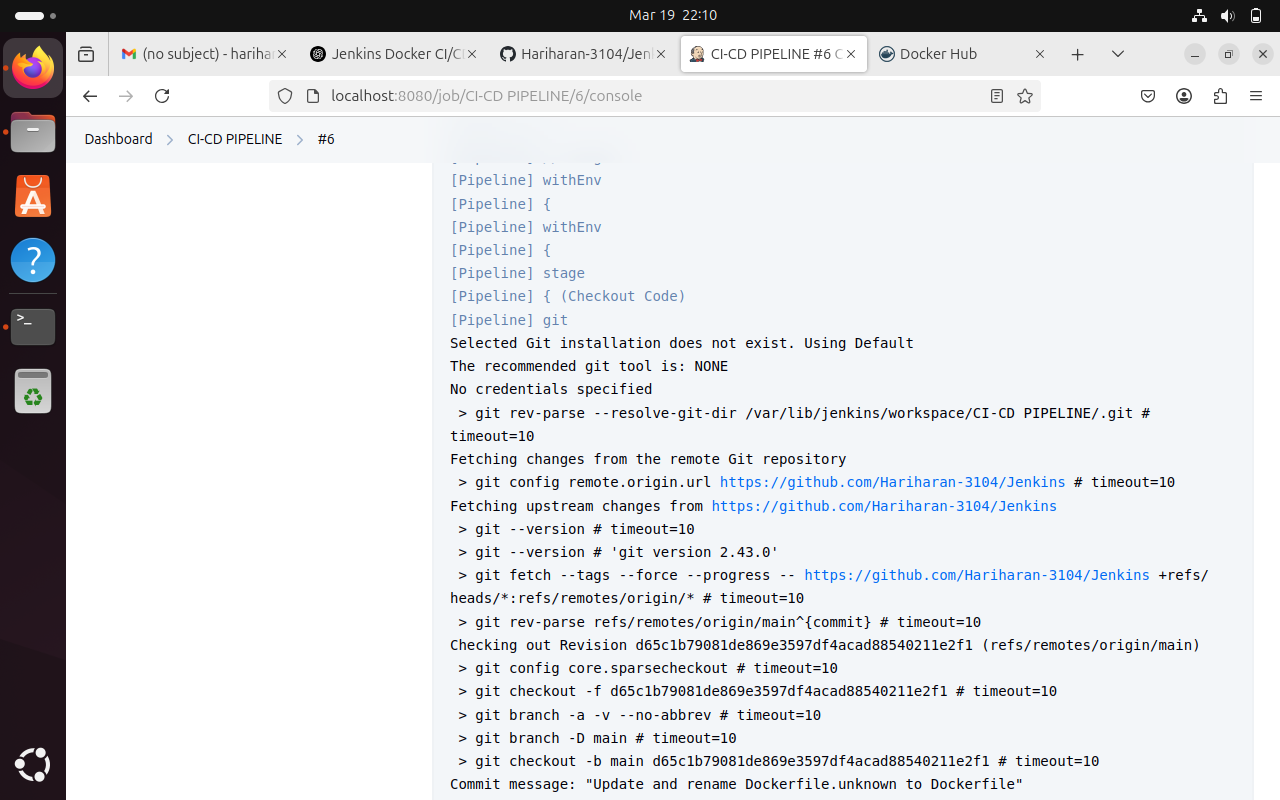 Mar 19 22:10
(no subject) - hariha
Jenkins Docker CI/CD
Hariharan-3104/Jen
CI-CD PIPELINE #6 C
Docker Hub
localhost:8080/job/CI-CD PIPELINE/6/console
Dashboard
CI-CD PIPELINE
#6
[Pipeline] withEnv
[Pipeline] {
[Pipeline] withEnv
[Pipeline] {
[Pipeline] stage
[Pipeline] { (Checkout Code)
[Pipeline] git
Selected Git installation does not exist. Using Default
The recommended git tool is: NONE
No credentials specified
 > git rev-parse --resolve-git-dir /var/lib/jenkins/workspace/CI-CD PIPELINE/.git #
timeout=10
Fetching changes from the remote Git repository
 > git config remote.origin.url https://github.com/Hariharan-3104/Jenkins # timeout=10
Fetching upstream changes from https://github.com/Hariharan-3104/Jenkins
 > git --version # timeout=10
 > git --version # 'git version 2.43.0'
 > git fetch --tags --force --progress -- https://github.com/Hariharan-3104/Jenkins +refs/
heads/*:refs/remotes/origin/* # timeout=10
 > git rev-parse refs/remotes/origin/main^{commit} # timeout=10
Checking out Revision d65c1b79081de869e3597df4acad88540211e2f1 (refs/remotes/origin/main)
 > git config core.sparsecheckout # timeout=10
 > git checkout -f d65c1b79081de869e3597df4acad88540211e2f1 # timeout=10
 > git branch -a -v --no-abbrev # timeout=10
 > git branch -D main # timeout=10
 > git checkout -b main d65c1b79081de869e3597df4acad88540211e2f1 # timeout=10
Commit message: "Update and rename Dockerfile.unknown to Dockerfile"